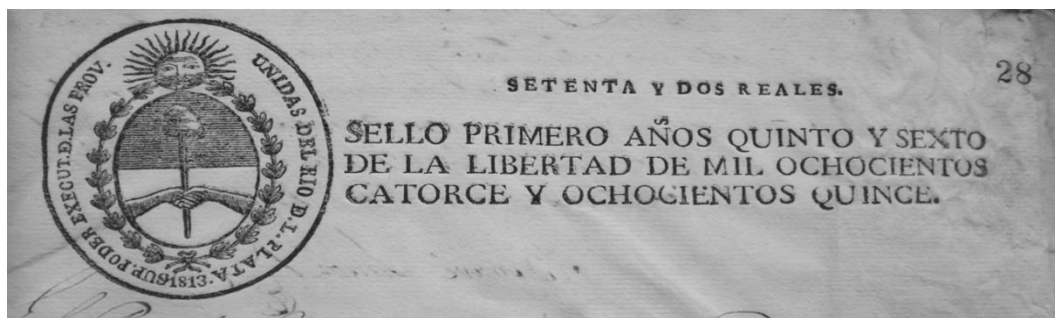 SUP. PODER EXECUT. D. LAS PROV. UNIDAS DEL RIO D. L. PLATA
1813.
SETENTA Y DOS REALES.
28
SELLO PRIMERO AÑOS QUINTO Y SEXTO
DE LA LIBERTAD DE MIL OCHOCIENTOS
CATORCE Y OCHOCIENTOS QUINCE.